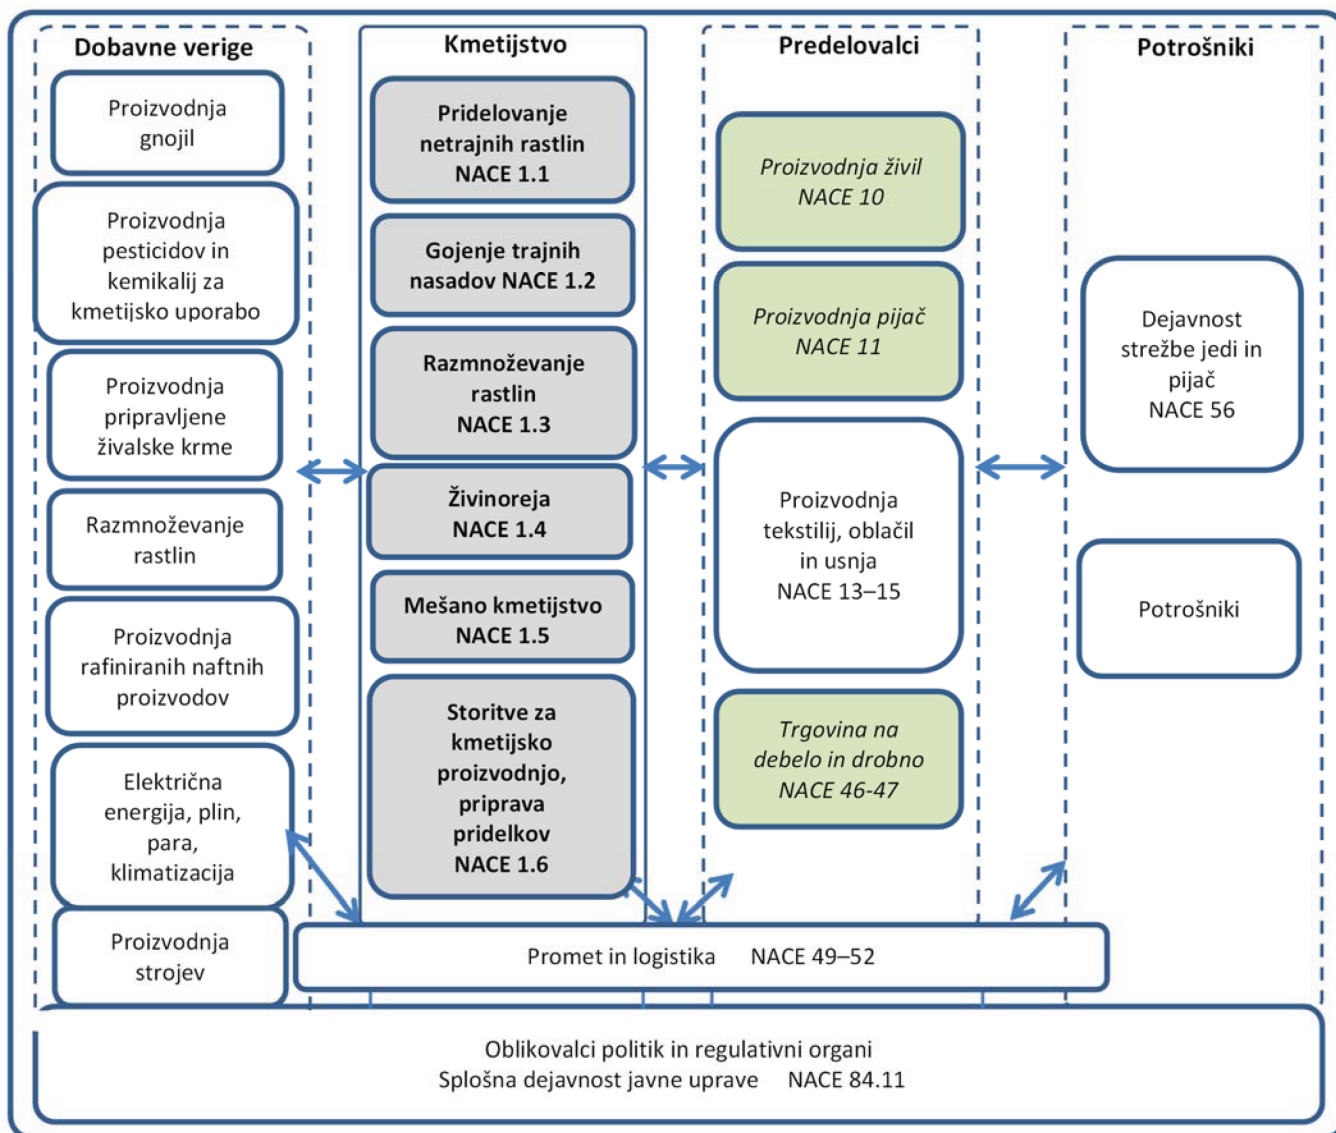 Dobavne verige
Proizvodnja
gnojil
Proizvodnja
pesticidov in
kemikalij za
kmetijsko uporabo
Proizvodnja
pripravljene
živalske krme
Razmnoževanje
rastlin
Proizvodnja
rafiniranih naftnih
proizvodov
Električna
energija, plin,
para,
klimatizacija
Proizvodnja
strojev
Kmetijstvo
Pridelovanje
netrajnih rastlin
NACE 1.1
Gojenje trajnih
nasadov NACE 1.2
Razmnoževanje
rastlin
NACE 1.3
Živinoreja
NACE 1.4
Mešano kmetijstvo
NACE 1.5
Storitve za
kmetijsko
proizvodnjo,
priprava
pridelkov
NACE 1.6
Predelovalci
Proizvodnja živil
NACE 10
Proizvodnja pijač
NACE 11
Proizvodnja
tekstilij, oblačil
in usnja
NACE 13–15
Trgovina na
debelo in drobno
NACE 46-47
Potrošniki
Dejavnost
strežbe jedi in
pijač
NACE 56
Potrošniki
Promet in logistika NACE 49–52
Oblikovalci politik in regulativni organi
Splošna dejavnost javne uprave NACE 84.11